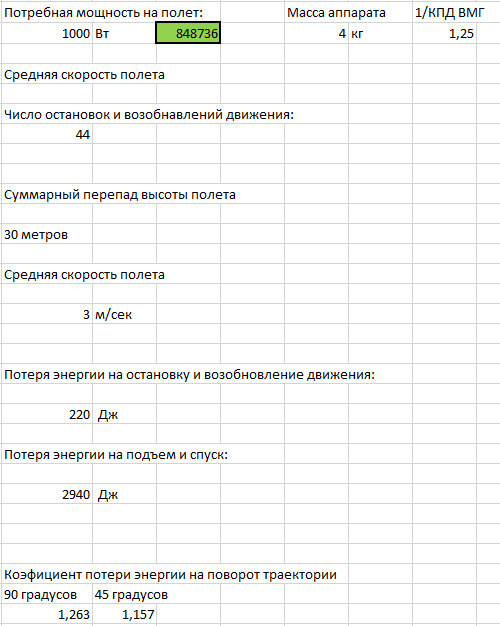 Потребная мощность на полет: Масса аппарата 1/КПД ВМГ
1000 Вт 848736 4 кг 1,25
Средняя скорость полета
Число остановок и возобнавлений движения:
44
Суммарный перепад высоты полета
30 метров
Средняя скорость полета
3 м/сек
Потеря энергии на остановку и возобновление движения:
220 Дж
Потеря энергии на подъем и спуск:
2940 Дж
Коэфициент потери энергии на поворот траектории
90 градусов 45 градусов
1,263 1,157